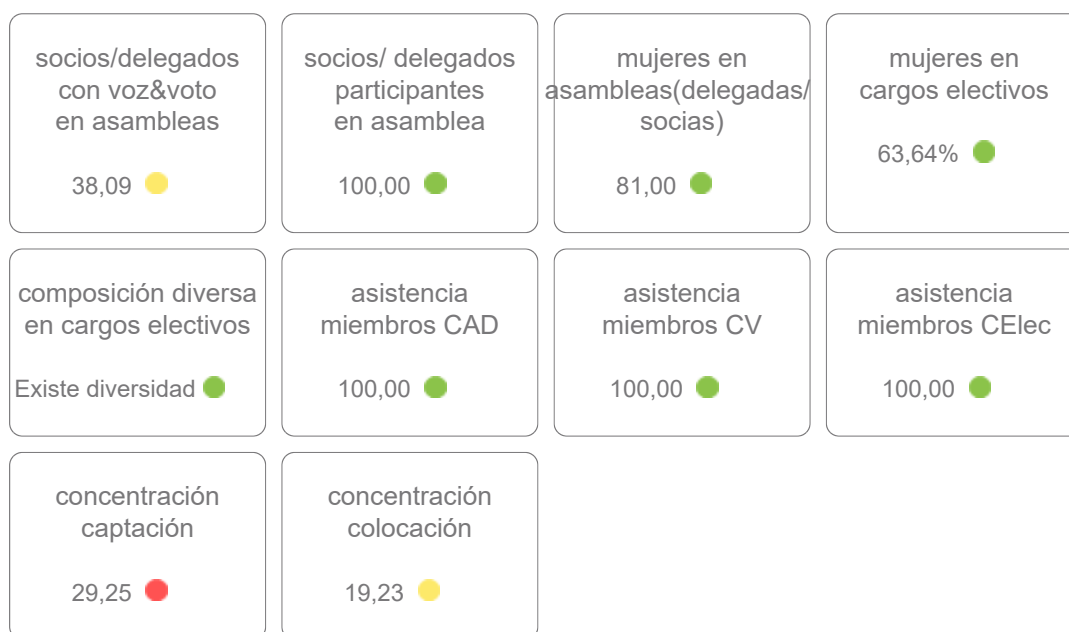 socios/delegados
con voz&voto
en asambleas
38,09
socios/ delegados
participantes
en asamblea
100,00
mujeres en
asambleas(delegadas/
socias)
81,00
mujeres en
cargos electivos
63,64%
composición diversa
en cargos electivos
Existe diversidad
asistencia
miembros CAD
100,00
asistencia
miembros CV
100,00
asistencia
miembros CElec
100,00
concentración
captación
29,25
concentración
colocación
19,23